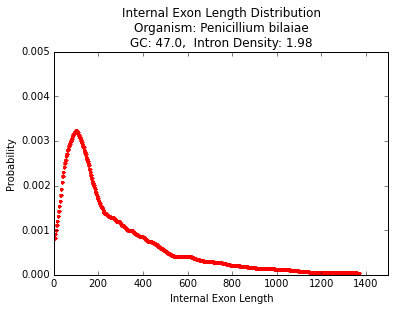 Internal Exon Length Distribution
Organism: Penicillium bilaiae
GC: 47.0,  Intron Density: 1.98
0.005
0.004
0.003
0.002
0.001
0.000
Probability
0 200 400 600 800 1000 1200 1400
Internal Exon Length